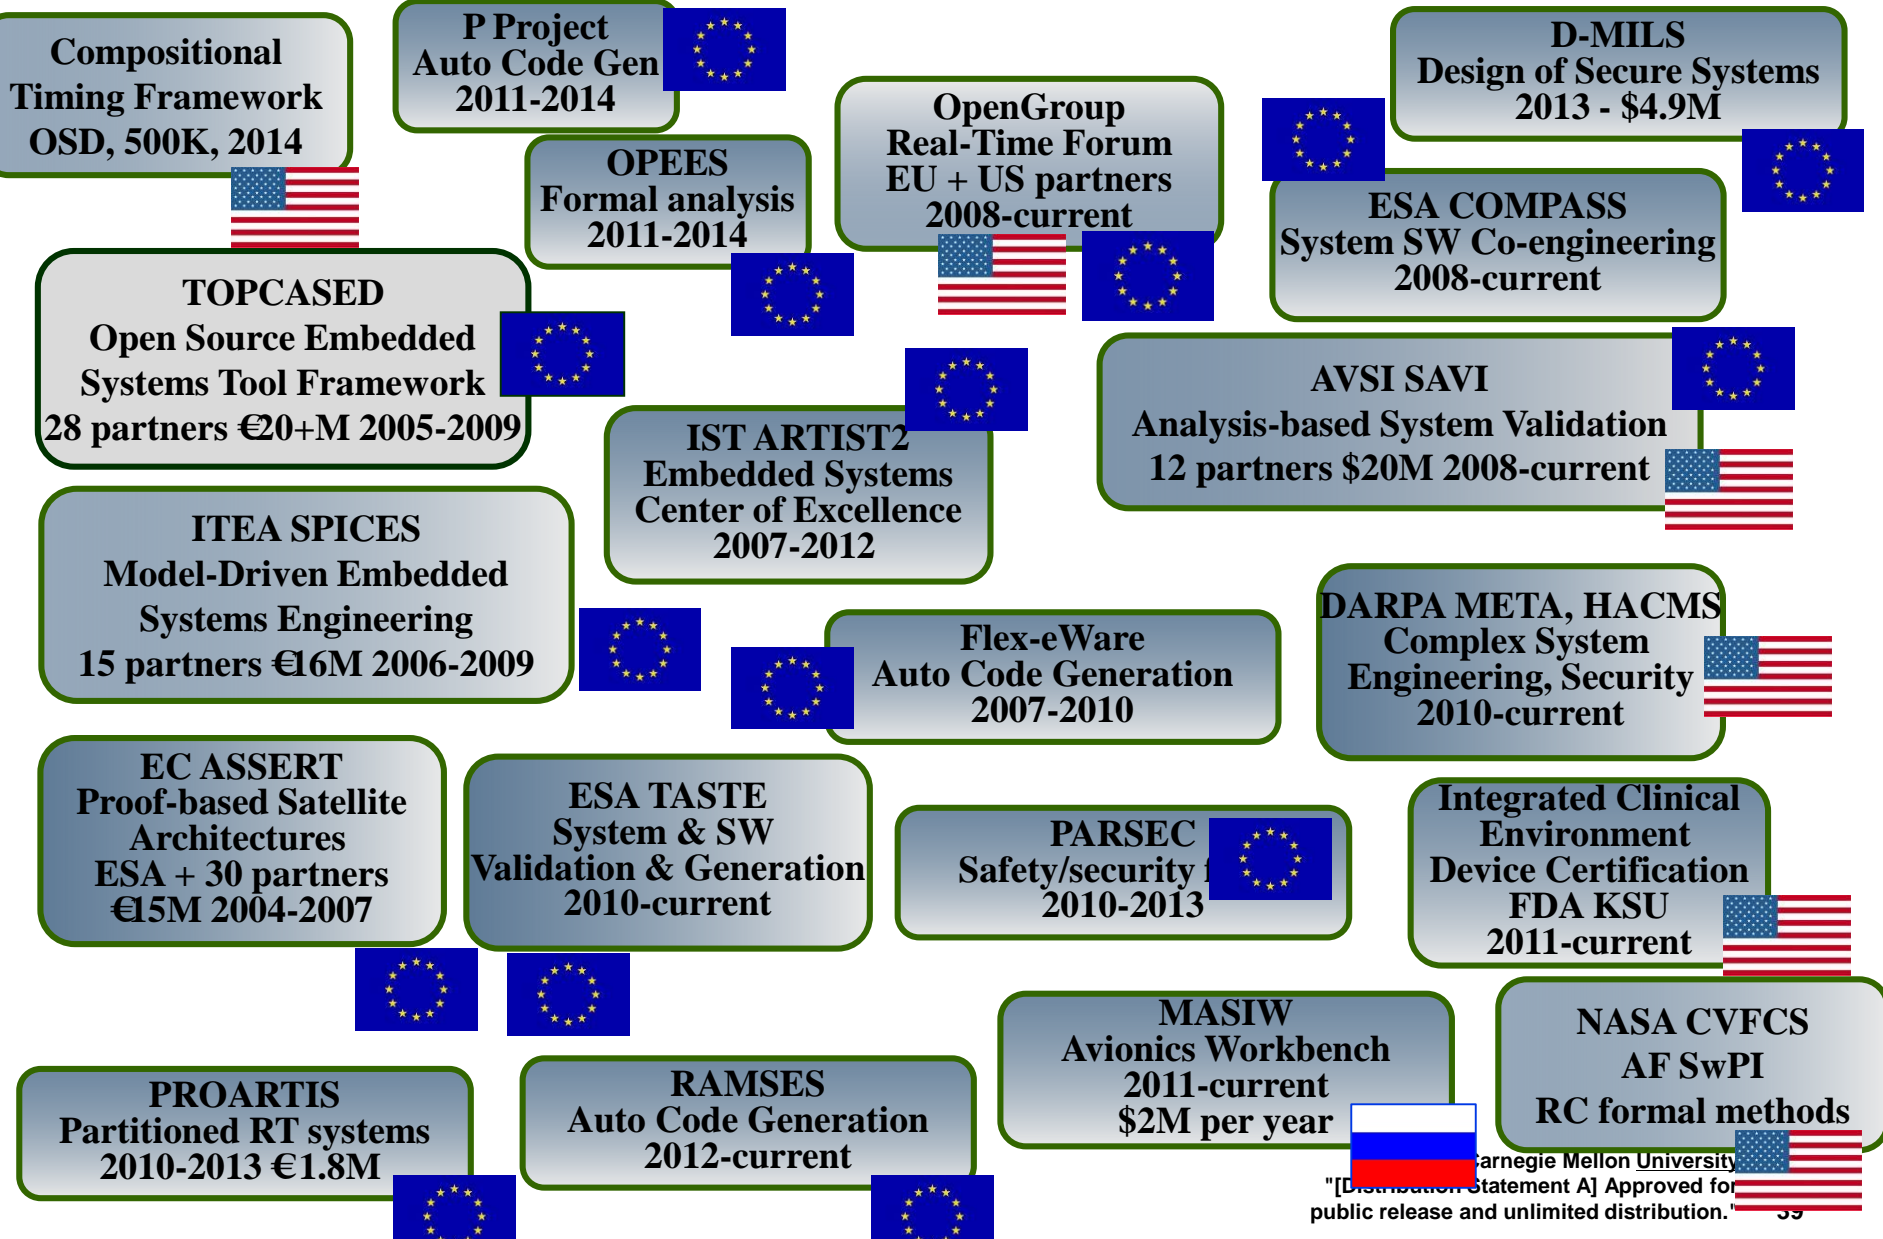 Compositional
Timing Framework
OSD, 500K, 2014
P Project
Auto Code Gen
2011-2014
OPEES
Formal analysis
2011-2014
OpenGroup
Real-Time Forum
EU + US partners
2008-current
D-MILS
Design of Secure Systems
2013 - $4.9M
ESA COMPASS
System SW Co-engineering
2008-current
TOPCASED
Open Source Embedded
Systems Tool Framework
28 partners €20+M 2005-2009
IST ARTIST2
Embedded Systems
Center of Excellence
2007-2012
AVSI SAVI
Analysis-based System Validation
12 partners $20M 2008-current
ITEA SPICES
Model-Driven Embedded
Systems Engineering
15 partners €16M 2006-2009
Flex-eWare
Auto Code Generation
2007-2010
DARPA META, HACMS
Complex System
Engineering, Security
2010-current
EC ASSERT
Proof-based Satellite
Architectures
ESA + 30 partners
€15M 2004-2007
ESA TASTE
System & SW
Validation & Generation
2010-current
PARSEC
Safety/security
2010-2013
Integrated Clinical
Environment
Device Certification
FDA KSU
2011-current
MASIW
Avionics Workbench
2011-current
$2M per year
NASA CVFCS
AF SwPI
RC formal methods
PROARTIS
Partitioned RT systems
2010-2013 €1.8M
RAMSES
Auto Code Generation
2012-current
Carnegie Mellon University
"[Distribution Statement A] Approved for
public release and unlimited distribution."
39